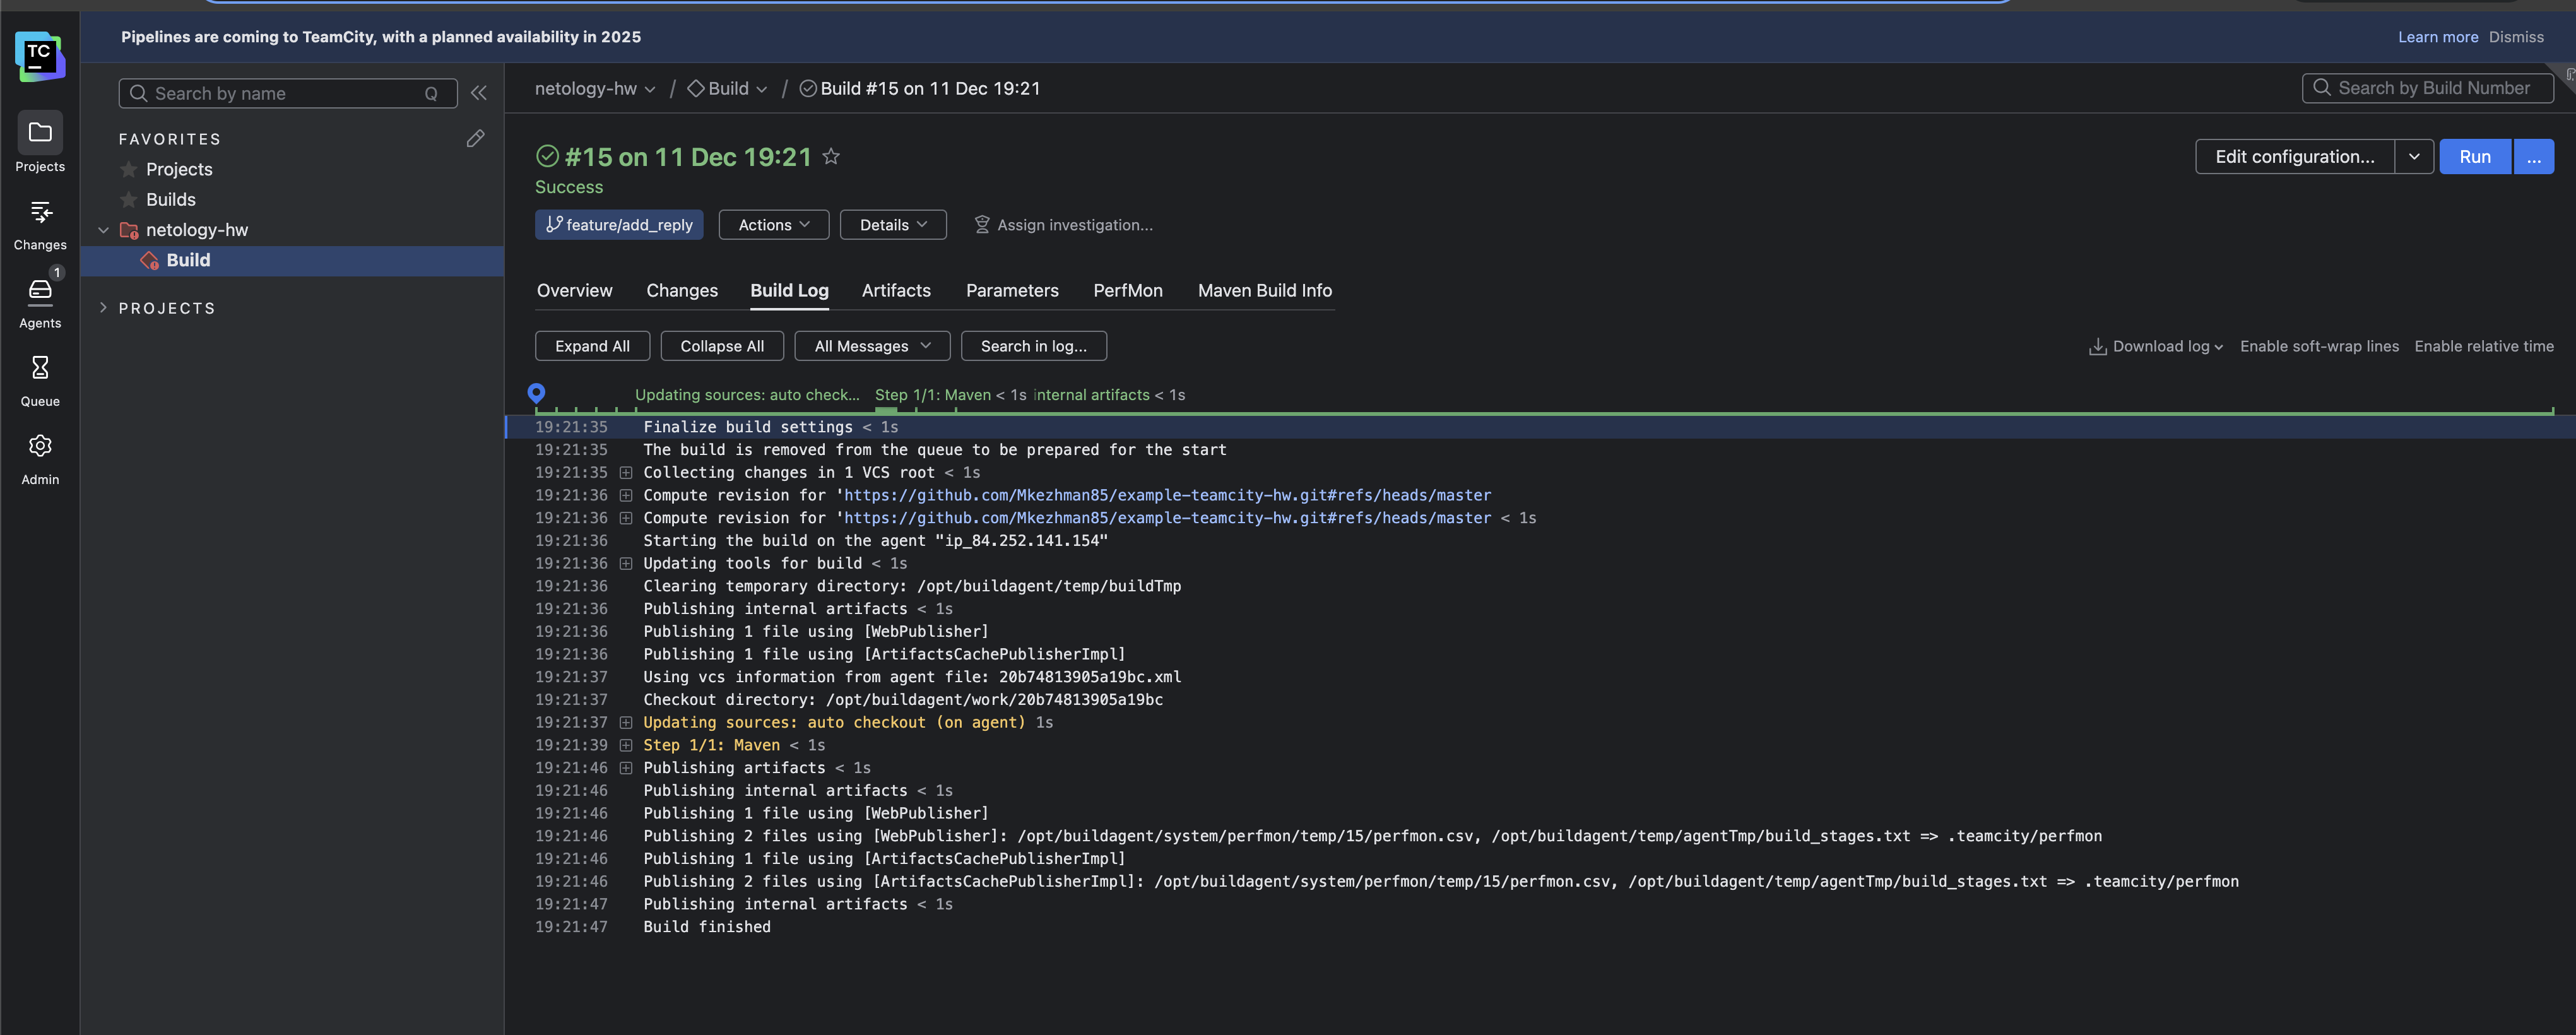 Pipelines are coming to TeamCity, with a planned availability in 2025
Learn more Dismiss
TC
Projects
Changes
1
Agents
Queue
Admin
Search by name Q
FAVORITES
Projects
Builds
netology-hw
Build
PROJECTS
netology-hw / Build / Build #15 on 11 Dec 19:21
Search by Build Number
#15 on 11 Dec 19:21
Success
Edit configuration... Run ...
feature/add_reply Actions Details Assign investigation...
Overview Changes Build Log Artifacts Parameters PerfMon Maven Build Info
Expand All Collapse All All Messages Search in log...
Download log Enable soft-wrap lines Enable relative time
Updating sources: auto check... Step 1/1: Maven < 1s internal artifacts < 1s
19:21:35 Finalize build settings < 1s
19:21:35 The build is removed from the queue to be prepared for the start
19:21:35 Collecting changes in 1 VCS root < 1s
19:21:36 Compute revision for 'https://github.com/Mkezhman85/example-teamcity-hw.git#refs/heads/master
19:21:36 Compute revision for 'https://github.com/Mkezhman85/example-teamcity-hw.git#refs/heads/master < 1s
19:21:36 Starting the build on the agent "ip_84.252.141.154"
19:21:36 Updating tools for build < 1s
19:21:36 Clearing temporary directory: /opt/buildagent/temp/buildTmp
19:21:36 Publishing internal artifacts < 1s
19:21:36 Publishing 1 file using [WebPublisher]
19:21:36 Publishing 1 file using [ArtifactsCachePublisherImpl]
19:21:37 Using vcs information from agent file: 20b74813905a19bc.xml
19:21:37 Checkout directory: /opt/buildagent/work/20b74813905a19bc
19:21:37 Updating sources: auto checkout (on agent) 1s
19:21:39 Step 1/1: Maven < 1s
19:21:46 Publishing artifacts < 1s
19:21:46 Publishing internal artifacts < 1s
19:21:46 Publishing 1 file using [WebPublisher]
19:21:46 Publishing 2 files using [WebPublisher]: /opt/buildagent/system/perfmon/temp/15/perfmon.csv, /opt/buildagent/temp/agentTmp/build_stages.txt => .teamcity/perfmon
19:21:46 Publishing 1 file using [ArtifactsCachePublisherImpl]
19:21:46 Publishing 2 files using [ArtifactsCachePublisherImpl]: /opt/buildagent/system/perfmon/temp/15/perfmon.csv, /opt/buildagent/temp/agentTmp/build_stages.txt => .teamcity/perfmon
19:21:47 Publishing internal artifacts < 1s
19:21:47 Build finished